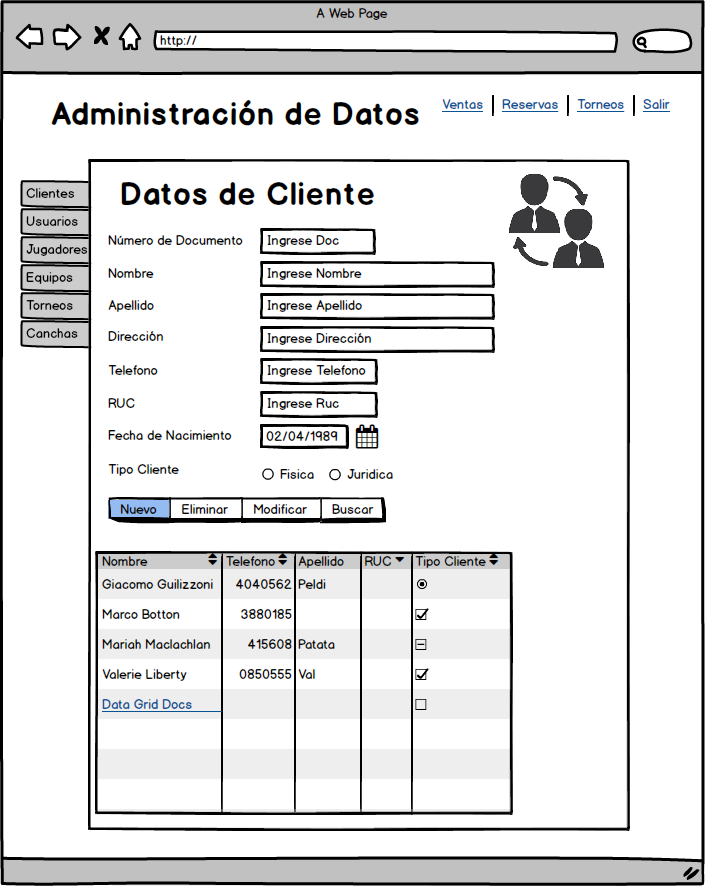 A Web Page
http://
Administración de Datos
Ventas Reservas Torneos Salir
Clientes
Usuarios
Jugadores
Equipos
Torneos
Canchas
Datos de Cliente
Número de Documento Ingrese Doc
Nombre Ingrese Nombre
Apellido Ingrese Apellido
Dirección Ingrese Dirección
Telefono Ingrese Telefono
RUC Ingrese Ruc
Fecha de Nacimiento 02/04/1989
Tipo Cliente Fisica Juridica
Nuevo Eliminar Modificar Buscar
Nombre Telefono Apellido RUC Tipo Cliente
Giacomo Guilizzoni 4040562 Peldi
Marco Botton 3880185
Mariah Maclachlan 415608 Patata
Valerie Liberty 0850555 Val
Data Grid Docs